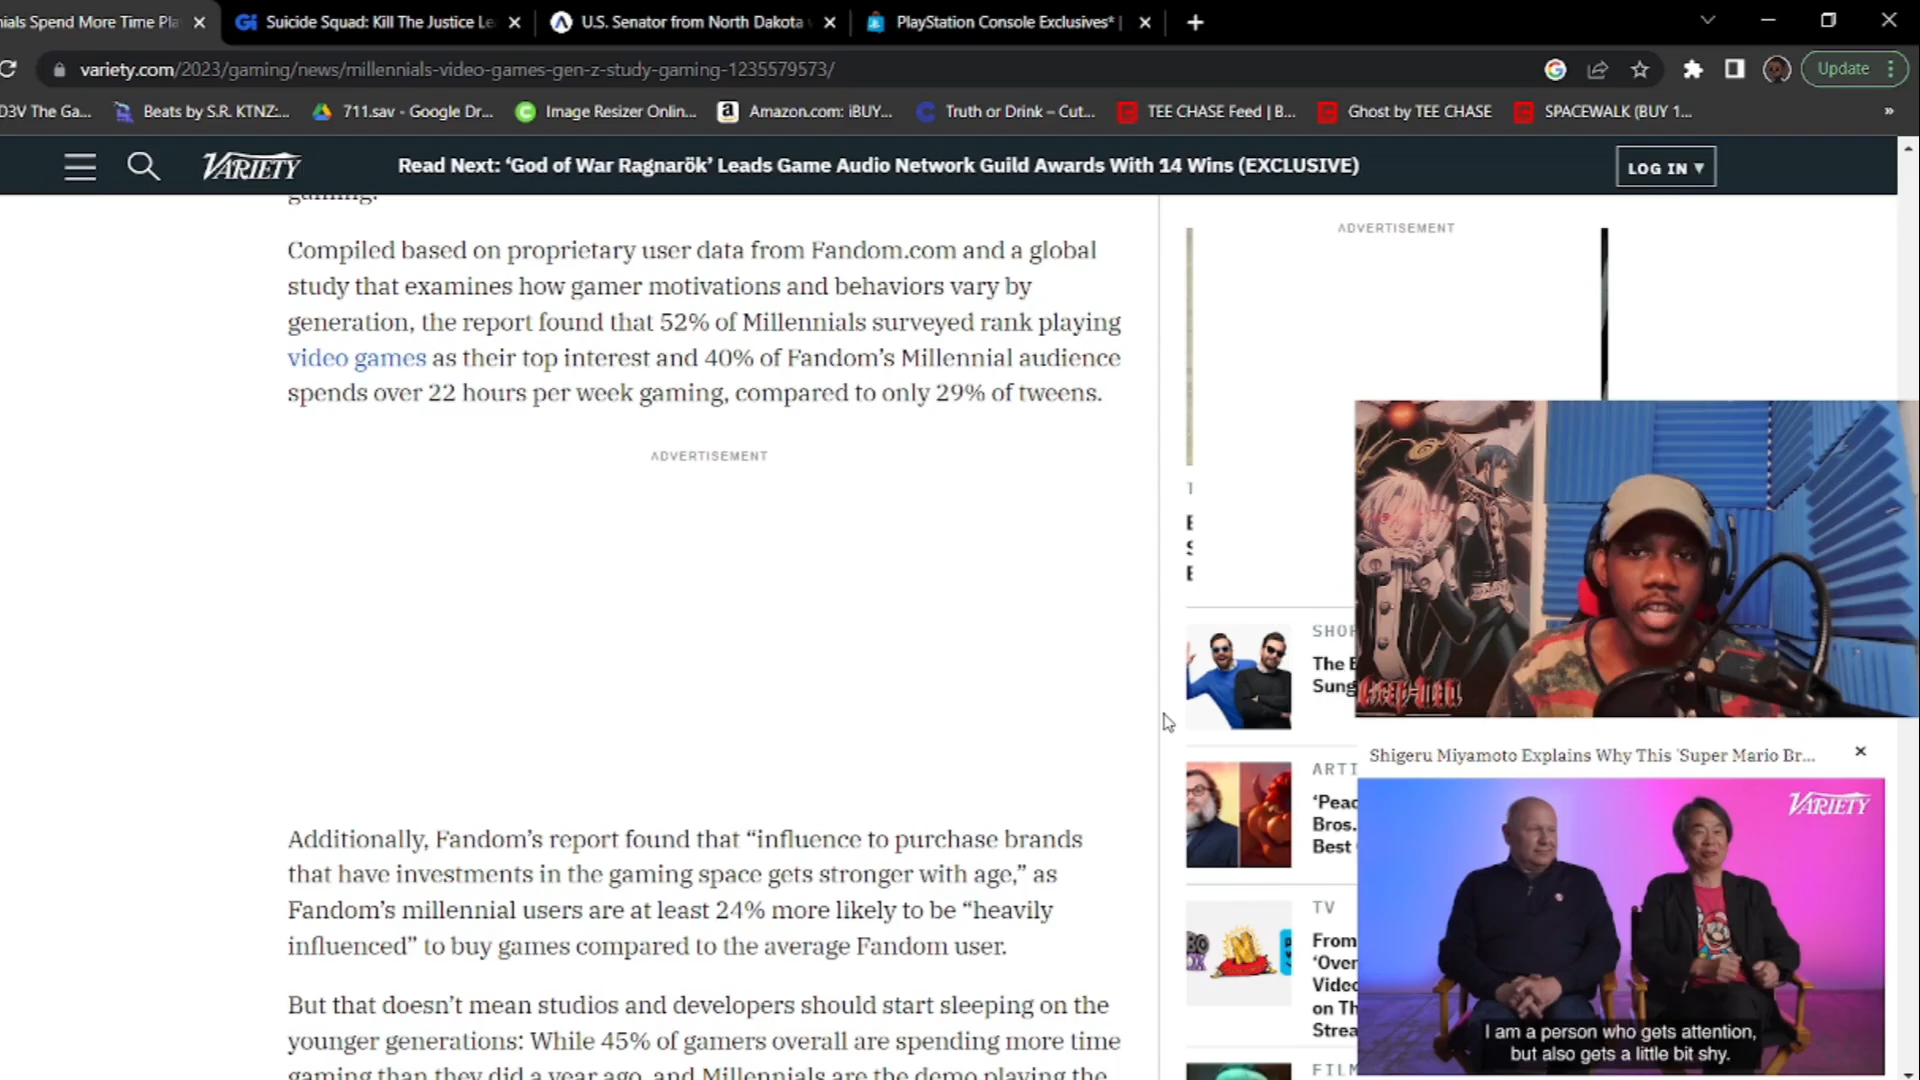 nials Spend More Time Pla
Suicide Squad: Kill The Justice Le
U.S. Senator from North Dakota
PlayStation Console Exclusives* |
variety.com/2023/gaming/news/millennials-video-games-gen-z-study-gaming-1235579573/
Update
D3V The Ga...
Beats by S.R. KTNZ:...
711.sav - Google Dr...
Image Resizer Onlin...
Amazon.com: iBUY...
Truth or Drink – Cut...
TEE CHASE Feed | B...
Ghost by TEE CHASE
SPACEWALK (BUY 1...
»
VARIETY
Read Next: ‘God of War Ragnarök’ Leads Game Audio Network Guild Awards With 14 Wins (EXCLUSIVE)
LOG IN ▾
gaming.
Compiled based on proprietary user data from Fandom.com and a global
study that examines how gamer motivations and behaviors vary by
generation, the report found that 52% of Millennials surveyed rank playing
video games as their top interest and 40% of Fandom’s Millennial audience
spends over 22 hours per week gaming, compared to only 29% of tweens.
ADVERTISEMENT
Additionally, Fandom’s report found that “influence to purchase brands
that have investments in the gaming space gets stronger with age,” as
Fandom’s millennial users are at least 24% more likely to be “heavily
influenced” to buy games compared to the average Fandom user.
But that doesn’t mean studios and developers should start sleeping on the
younger generations: While 45% of gamers overall are spending more time
gaming than they did a year ago, and Millennials are the demo playing the
ADVERTISEMENT
T
E
S
E
SHOP
The B
Sung
ARTI
‘Peac
Bros.
Best
TV
From
‘Over
Video
on Th
Strea
FILM
Shigeru Miyamoto Explains Why This 'Super Mario Br...
VARIETY
I am a person who gets attention,
but also gets a little bit shy.